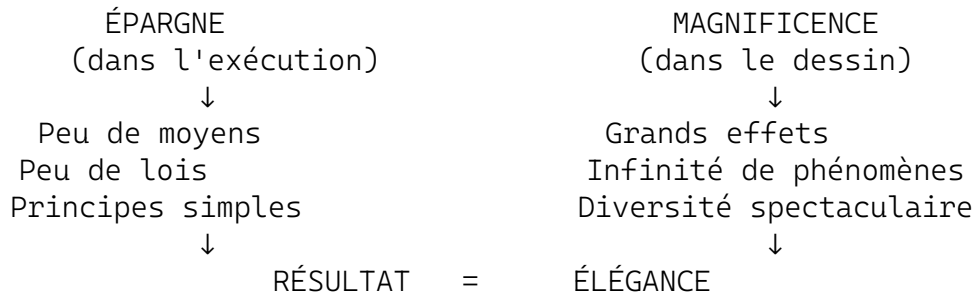 ÉPARGNE MAGNIFICENCE
(dans l'exécution) (dans le dessin)
↓ ↓
Peu de moyens Grands effets
Peu de lois Infinité de phénomènes
Principes simples Diversité spectaculaire
↓ ↓
RÉSULTAT = ÉLÉGANCE